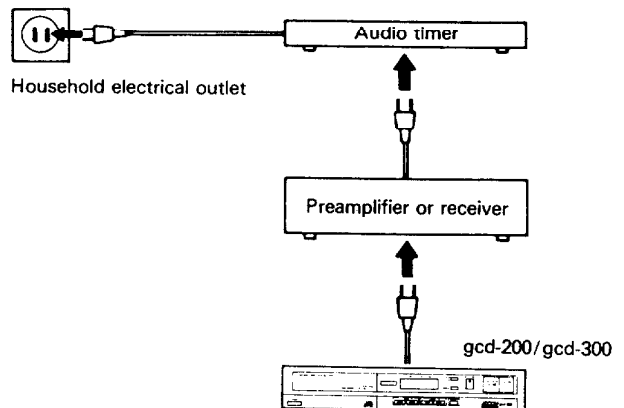 Audio timer
Household electrical outlet
Preamplifier or receiver
gcd-200/gcd-300